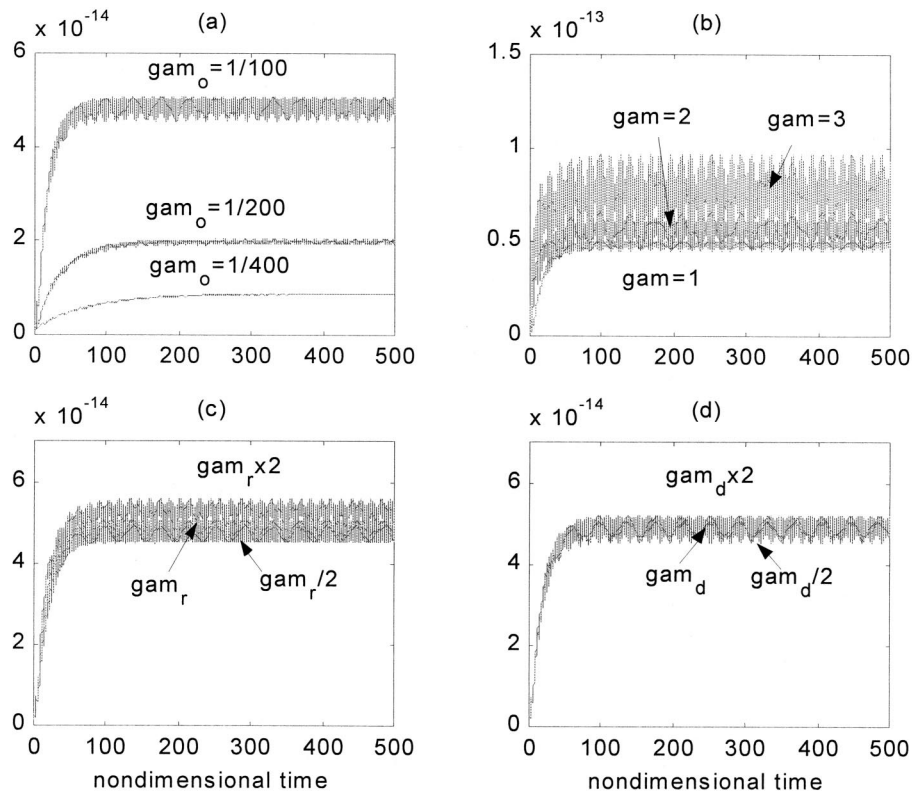 x 10^-14
(a)
6
4
2
0
gam_o=1/100
gam_o=1/200
gam_o=1/400
0 100 200 300 400 500
x 10^-13
(b)
1.5
1
0.5
0
gam=2
gam=3
gam=1
0 100 200 300 400 500
x 10^-14
(c)
6
4
2
0
gam_r x2
gam_r
gam_r/2
0 100 200 300 400 500
nondimensional time
x 10^-14
(d)
6
4
2
0
gam_d x2
gam_d
gam_d/2
0 100 200 300 400 500
nondimensional time